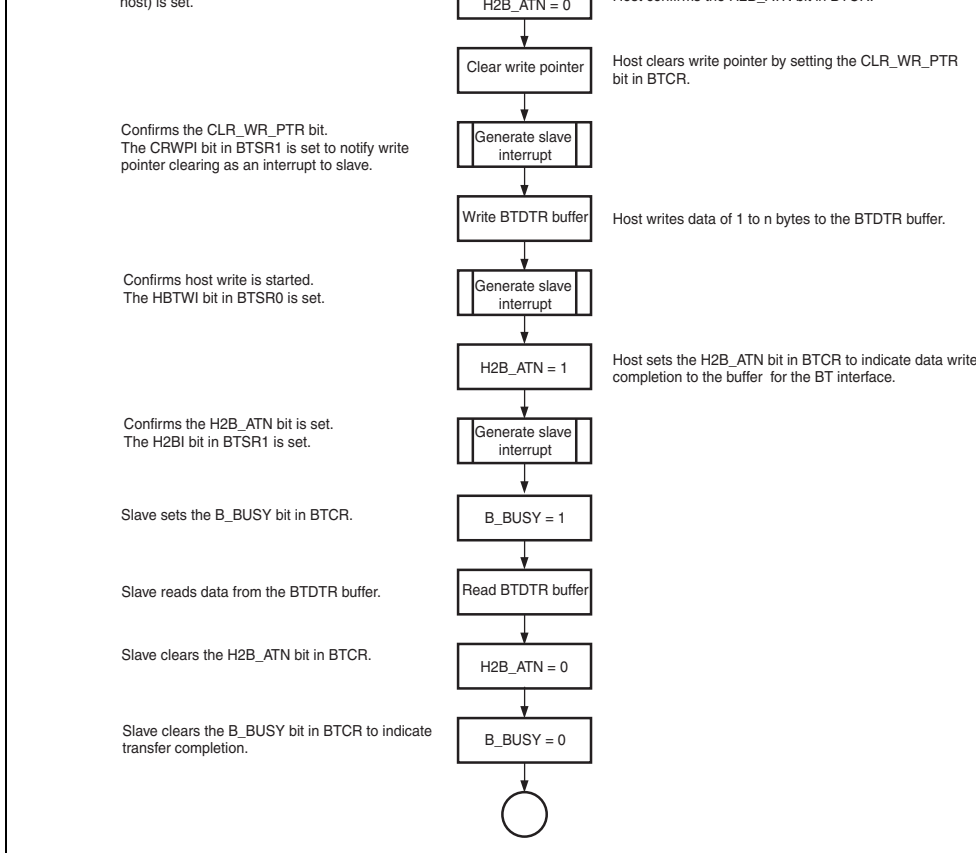 host) is set.
H2B_ATN = 0
Clear write pointer
Host clears write pointer by setting the CLR_WR_PTR
bit in BTCR.
Confirms the CLR_WR_PTR bit.
The CRWPI bit in BTSR1 is set to notify write
pointer clearing as an interrupt to slave.
Generate slave
interrupt
Write BTDTR buffer
Host writes data of 1 to n bytes to the BTDTR buffer.
Confirms host write is started.
The HBTWI bit in BTSR0 is set.
Generate slave
interrupt
H2B_ATN = 1
Host sets the H2B_ATN bit in BTCR to indicate data write
completion to the buffer for the BT interface.
Confirms the H2B_ATN bit is set.
The H2BI bit in BTSR1 is set.
Generate slave
interrupt
Slave sets the B_BUSY bit in BTCR.
B_BUSY = 1
Slave reads data from the BTDTR buffer.
Read BTDTR buffer
Slave clears the H2B_ATN bit in BTCR.
H2B_ATN = 0
Slave clears the B_BUSY bit in BTCR to indicate
transfer completion.
B_BUSY = 0